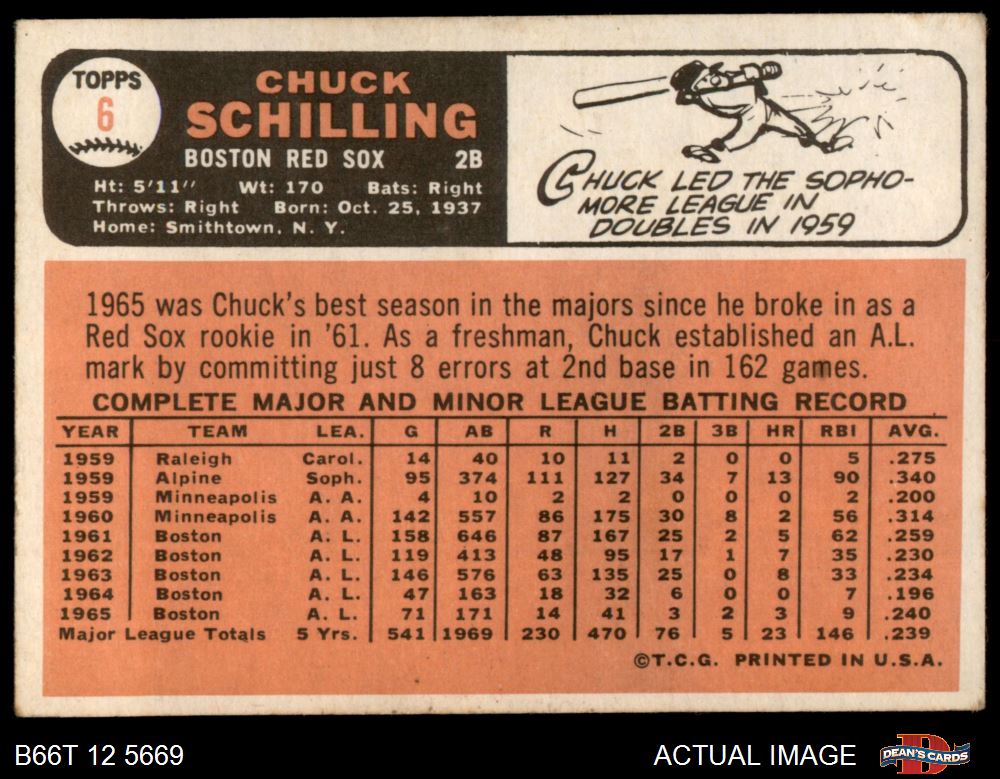 TOPPS
6
CHUCK
SCHILLING
BOSTON RED SOX 2B
Ht: 5'11" Wt: 170 Bats: Right
Throws: Right Born: Oct. 25, 1937
Home: Smithtown, N. Y.
CHUCK LED THE SOPHO-
MORE LEAGUE IN
DOUBLES IN 1959
1965 was Chuck's best season in the majors since he broke in as a
Red Sox rookie in '61. As a freshman, Chuck established an A.L.
mark by committing just 8 errors at 2nd base in 162 games.
COMPLETE MAJOR AND MINOR LEAGUE BATTING RECORD
YEAR TEAM LEA. G AB R H 2B 3B HR RBI AVG.
1959 Raleigh Carol. 14 40 10 11 2 0 0 5 .275
1959 Alpine Soph. 95 374 111 127 34 7 13 90 .340
1959 Minneapolis A. A. 4 10 2 2 0 0 0 2 .200
1960 Minneapolis A. A. 142 557 86 175 30 8 2 56 .314
1961 Boston A. L. 158 646 87 167 25 2 5 62 .259
1962 Boston A. L. 119 413 48 95 17 1 7 35 .230
1963 Boston A. L. 146 576 63 135 25 0 8 33 .234
1964 Boston A. L. 47 163 18 32 6 0 0 7 .196
1965 Boston A. L. 71 171 14 41 3 2 3 9 .240
Major League Totals 5 Yrs. 541 1969 230 470 76 5 23 146 .239
©T.C.G. PRINTED IN U.S.A.
B66T 12 5669 ACTUAL IMAGE DEAN'S CARDS